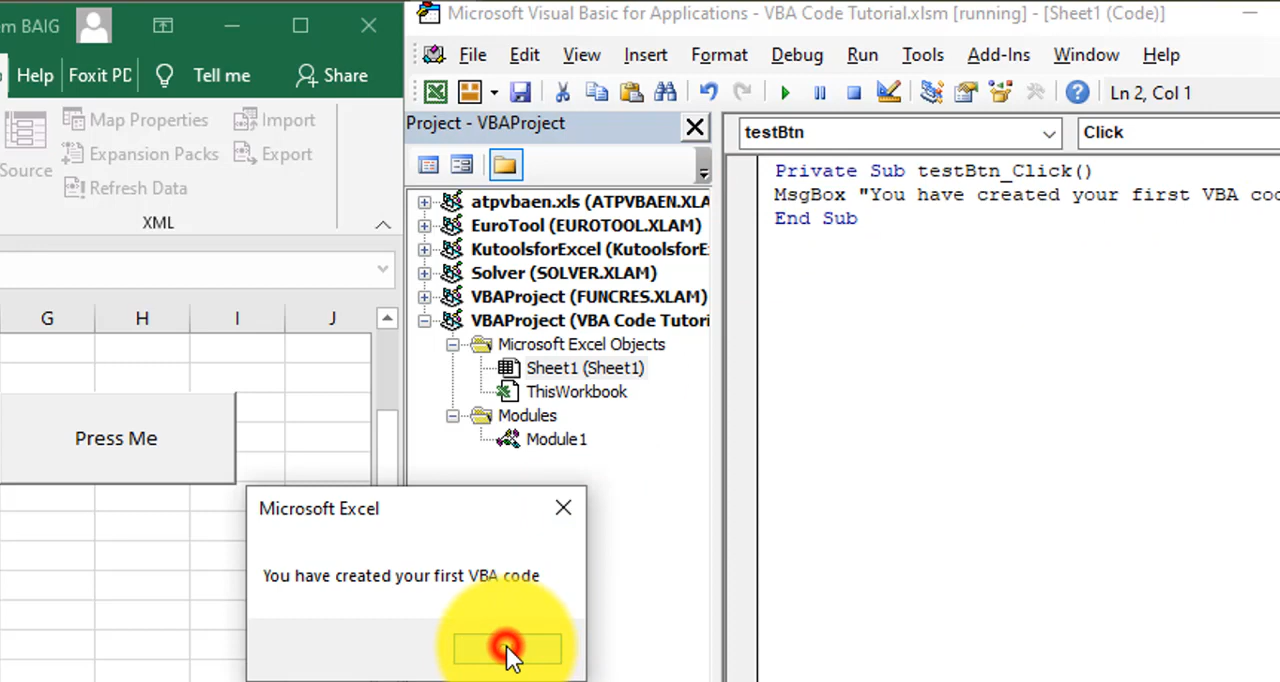 em BAIG
Help
Foxit PD
Tell me
Share
Source
Map Properties
Import
Expansion Packs
Export
Refresh Data
XML
G
H
I
J
Press Me
Microsoft Excel
You have created your first VBA code
Microsoft Visual Basic for Applications - VBA Code Tutorial.xlsm [running] - [Sheet1 (Code)]
File Edit View Insert Format Debug Run Tools Add-Ins Window Help
Ln 2, Col 1
Project - VBAProject
atpvbaen.xls (ATPVBAEN.XLA
EuroTool (EUROTOOL.XLAM)
KutoolsforExcel (KutoolsforE
Solver (SOLVER.XLAM)
VBAProject (FUNCRES.XLAM)
VBAProject (VBA Code Tutori
Microsoft Excel Objects
Sheet1 (Sheet1)
ThisWorkbook
Modules
Module1
testBtn
Click
Private Sub testBtn_Click()
MsgBox "You have created your first VBA co
End Sub